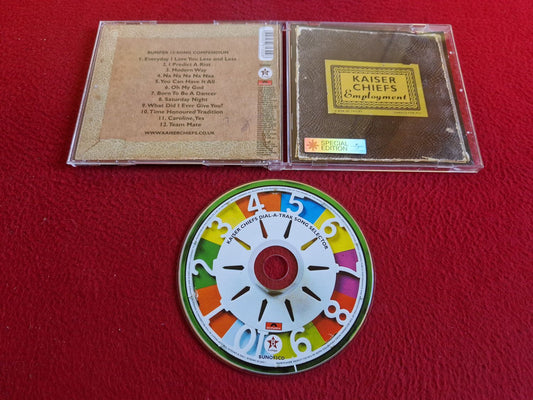 BUMPER 12-SONG COMPENDIUM
1. Everyday I Love You Less and Less
2. I Predict A Riot
3. Modern Way
4. Na Na Na Na Naa
5. You Can Have It All
6. Oh My God
7. Born To Be A Dancer
8. Saturday Night
9. What Did I Ever Give You?
10. Time Honoured Tradition
11. Caroline, Yes
12. Team Mate
WWW.KAISERCHIEFS.CO.UK
KAISER
CHIEFS
Employment
SPECIAL
EDITION
KAISER CHIEFS DIAL-A-TRAK SONG SELECTOR
2
3
4
5
6
7
8
9
10
BUNO93CD